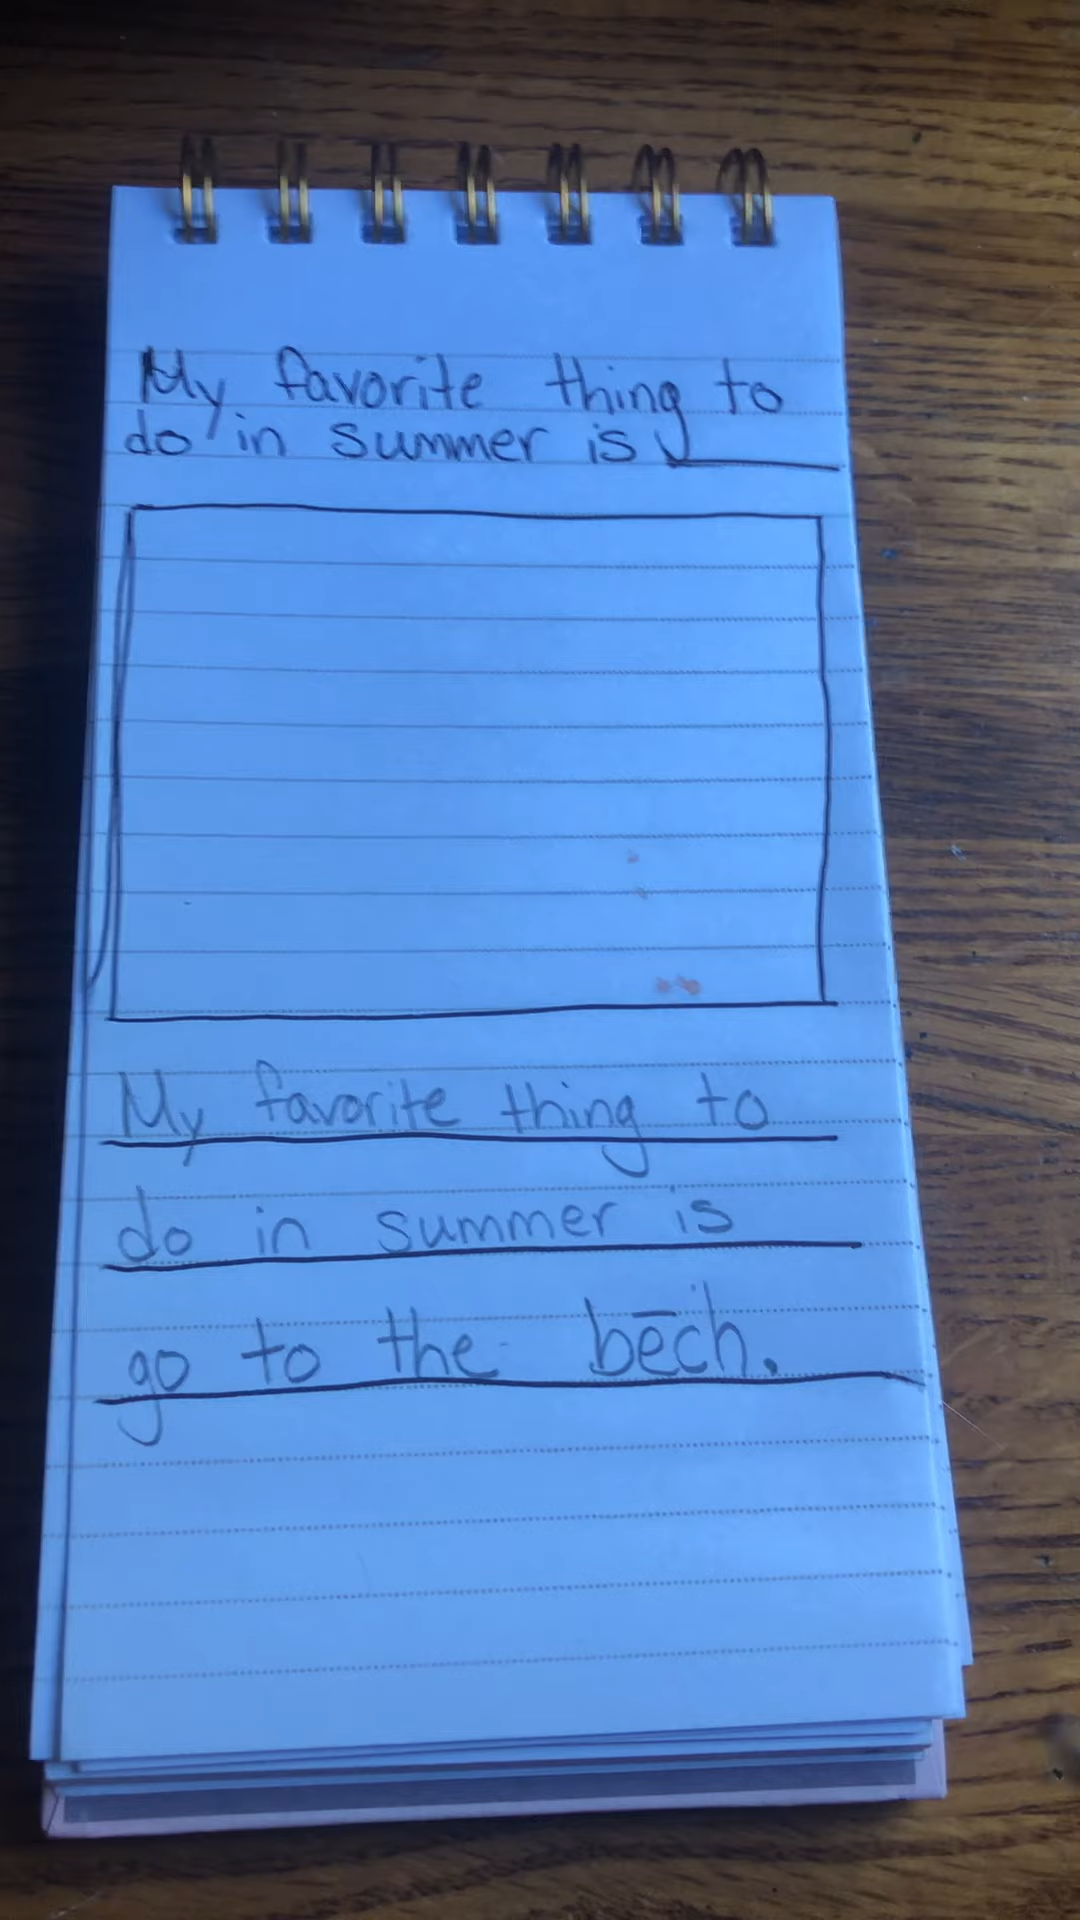 My favorite thing to
do in summer is ____
My favorite thing to
do in summer is
go to the bēch.